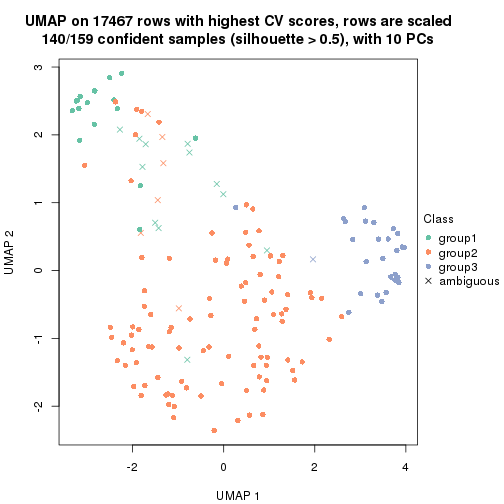 UMAP on 17467 rows with highest CV scores, rows are scaled
140/159 confident samples (silhouette > 0.5), with 10 PCs
3
2
1
0
-1
-2
UMAP 2
-2
0
2
4
UMAP 1
Class
group1
group2
group3
ambiguous